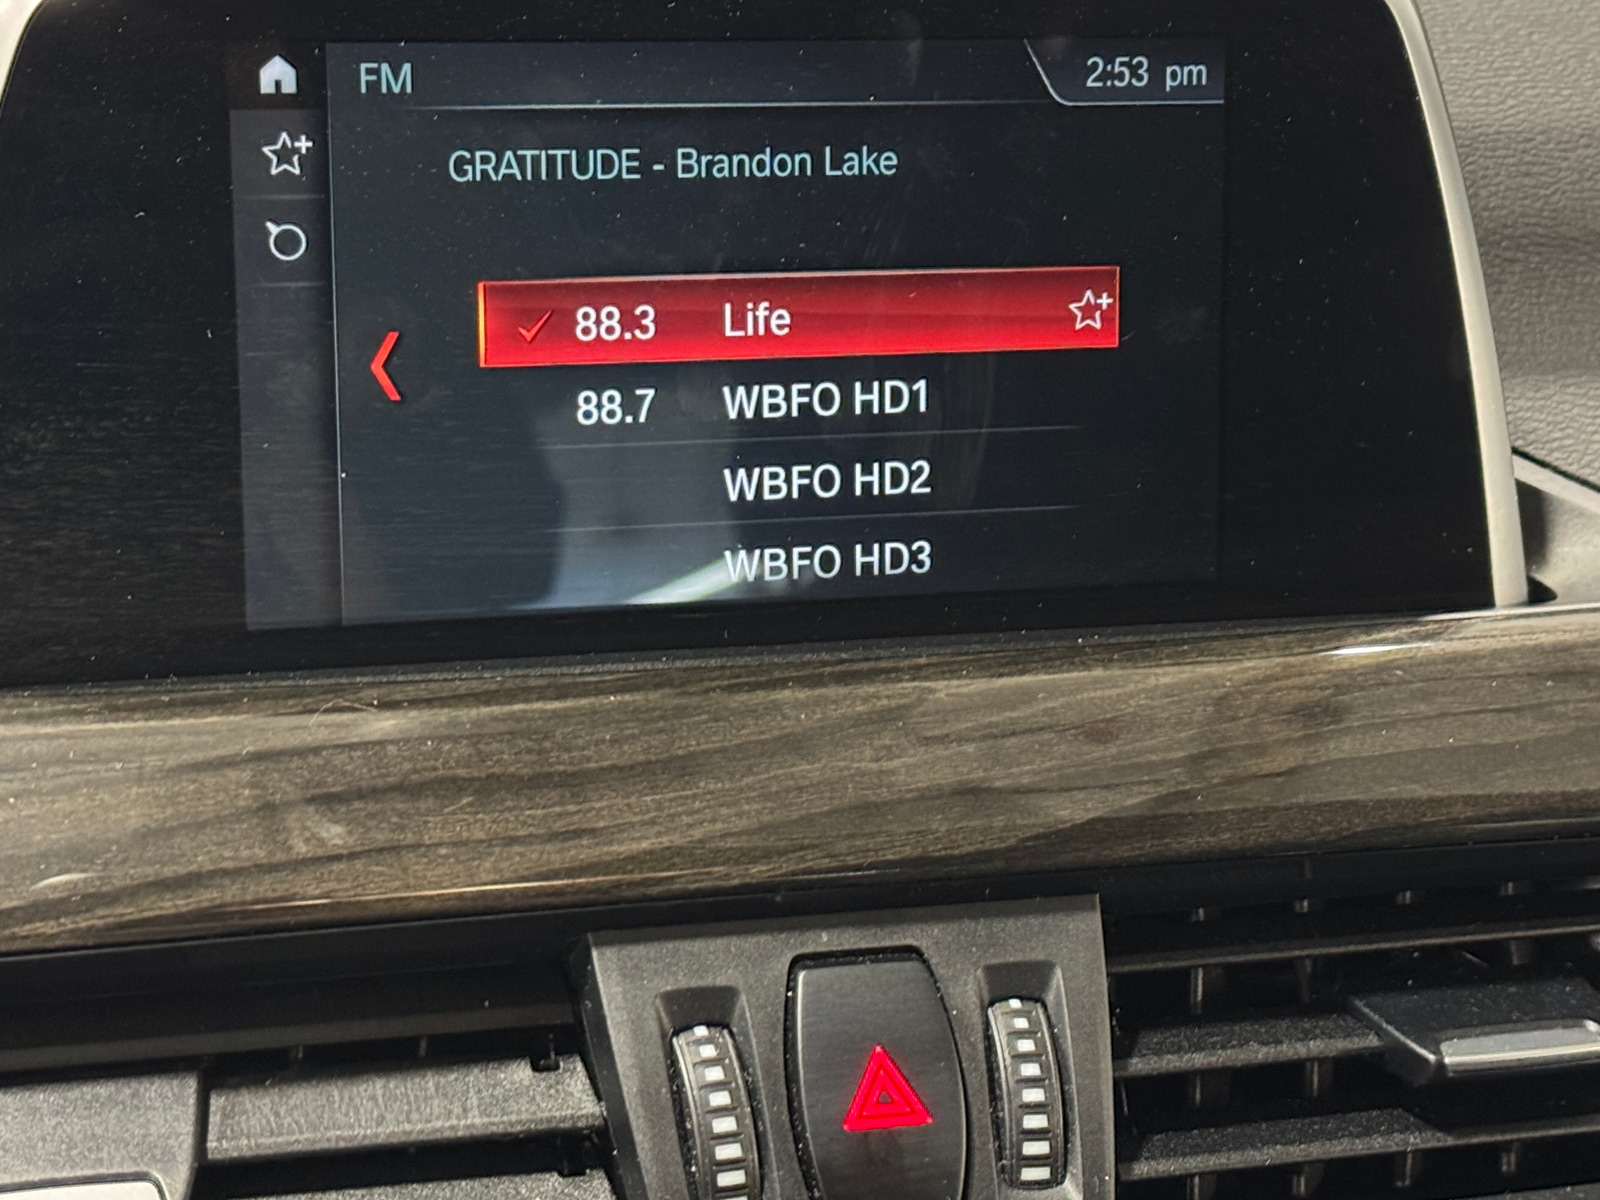 FM 2:53 pm
GRATITUDE - Brandon Lake
88.3 Life
88.7 WBFO HD1
WBFO HD2
WBFO HD3